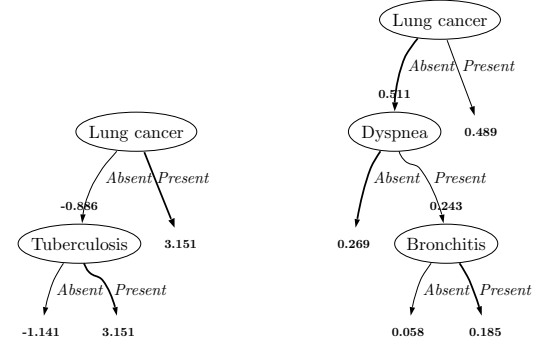 Lung cancer
Absent Present
-0.886
3.151
Tuberculosis
Absent Present
-1.141
3.151
Lung cancer
Absent Present
0.511
0.489
Dyspnea
Absent Present
0.269
0.243
Bronchitis
Absent Present
0.058
0.185